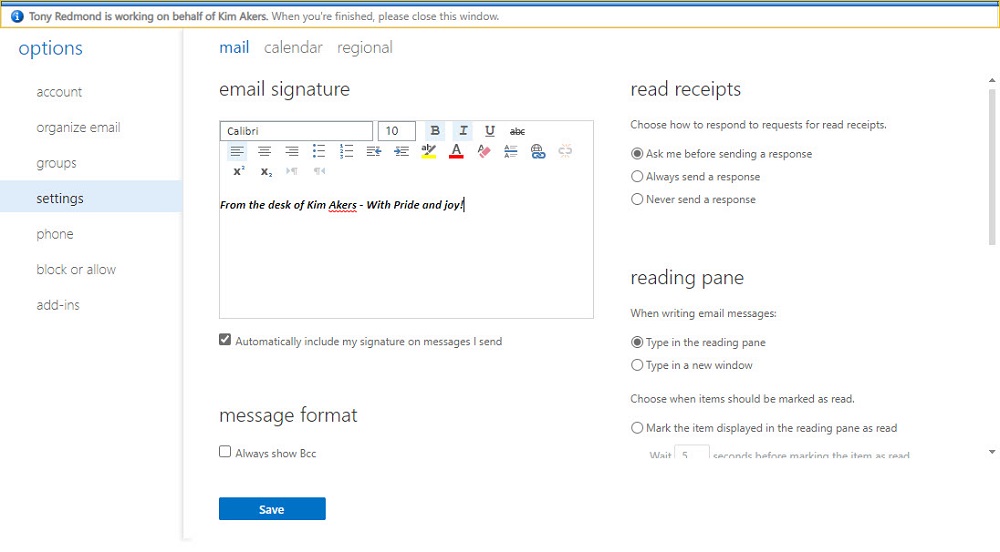 Tony Redmond is working on behalf of Kim Akers. When you're finished, please close this window.
options
account
organize email
groups
settings
phone
block or allow
add-ins
mail calendar regional
email signature
Calibri 10 B I U abc
ab A
x² x₂
From the desk of Kim Akers - With Pride and joy!
Automatically include my signature on messages I send
message format
Always show Bcc
Save
read receipts
Choose how to respond to requests for read receipts.
Ask me before sending a response
Always send a response
Never send a response
reading pane
When writing email messages:
Type in the reading pane
Type in a new window
Choose when items should be marked as read.
Mark the item displayed in the reading pane as read
Wait 5 seconds before marking the item as read